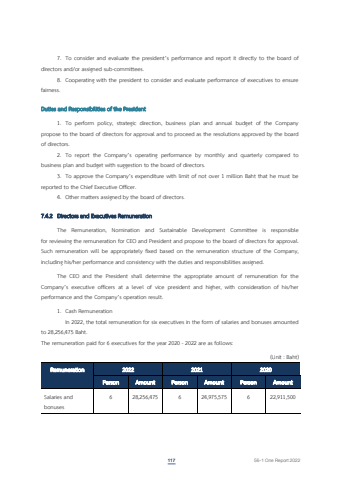 7. To consider and evaluate the president's performance and report it directly to the board of
directors and/or assigned sub-committees.
8. Cooperating with the president to consider and evaluate performance of executives to ensure
fairness.
Duties and Responsibilities of the President
1. To perform policy, strategic direction, business plan and annual budget of the Company
propose to the board of directors for approval and to proceed as the resolutions approved by the board
of directors.
2. To report the Company's operating performance by monthly and quarterly compared to
business plan and budget with suggestion to the board of directors.
3. To approve the Company's expenditure with limit of not over 1 million Baht that he must be
reported to the Chief Executive Officer.
4. Other matters assigned by the board of directors.
7.4.2 Directors and Executives Remuneration
The Remuneration, Nomination and Sustainable Development Committee is responsible
for reviewing the remuneration for CEO and President and propose to the board of directors for approval.
Such remuneration will be appropriately fixed based on the remuneration structure of the Company,
including his/her performance and consistency with the duties and responsibilities assigned.
The CEO and the President shall determine the appropriate amount of remuneration for the
Company's executive officers at a level of vice president and higher, with consideration of his/her
performance and the Company's operation result.
1. Cash Remuneration
In 2022, the total remuneration for six executives in the form of salaries and bonuses amounted
to 28,256,475 Baht.
The remuneration paid for 6 executives for the year 2020 - 2022 are as follows:
(Unit : Baht)
Remuneration 2022 2021 2020
Person Amount Person Amount Person Amount
Salaries and 6 28,256,475 6 24,975,575 6 22,911,500
bonuses
117 56-1 One-Report 2022